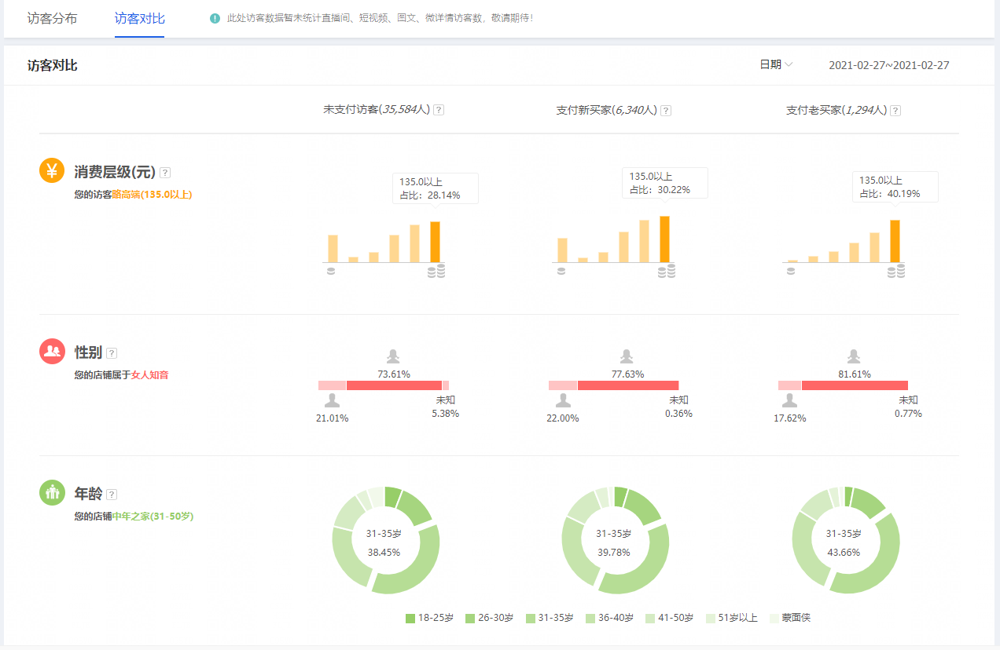 访客分布
访客对比
! 此处访客数据暂未统计直播间、短视频、图文、微详情访客数，敬请期待!
访客对比
日期
2021-02-27~2021-02-27
未支付访客(35,584人) ?
支付新买家(6,340人) ?
支付老买家(1,294人) ?
¥ 消费层级(元) ?
您的访客略高端(135.0以上)
135.0以上
占比：28.14%
135.0以上
占比：30.22%
135.0以上
占比：40.19%
性别 ?
您的店铺属于女人知音
73.61%
21.01%
未知
5.38%
77.63%
22.00%
未知
0.36%
81.61%
17.62%
未知
0.77%
年龄 ?
您的店铺中年之家(31-50岁)
31-35岁
38.45%
31-35岁
39.78%
31-35岁
43.66%
18-25岁 26-30岁 31-35岁 36-40岁 41-50岁 51岁以上 蒙面侠